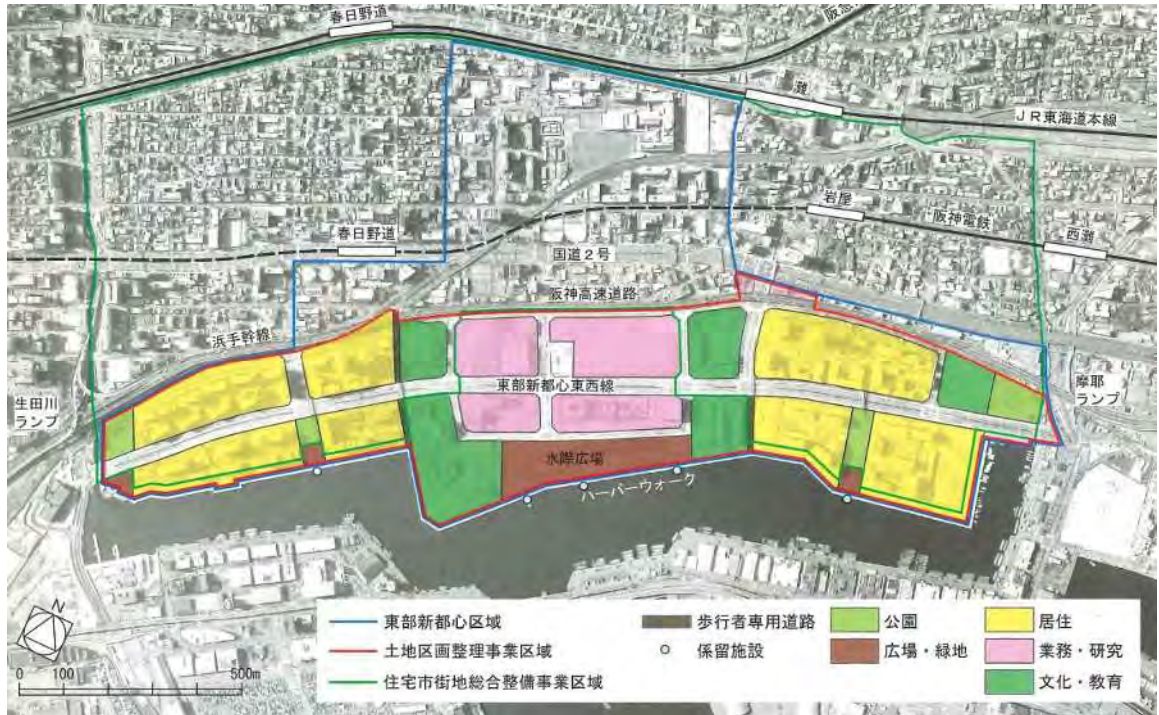 春日野道
阪急
灘
JR東海道本線
岩屋
阪神電鉄
西灘
春日野道
国道2号
阪神高速道路
浜手幹線
東部新都心東西線
生田川
ランプ
摩耶
ランプ
水際広場
ハーバーウォーク
N
0 100 500m
東部新都心区域
土地区画整理事業区域
住宅市街地総合整備事業区域
歩行者専用道路
係留施設
公園
広場・緑地
居住
業務・研究
文化・教育